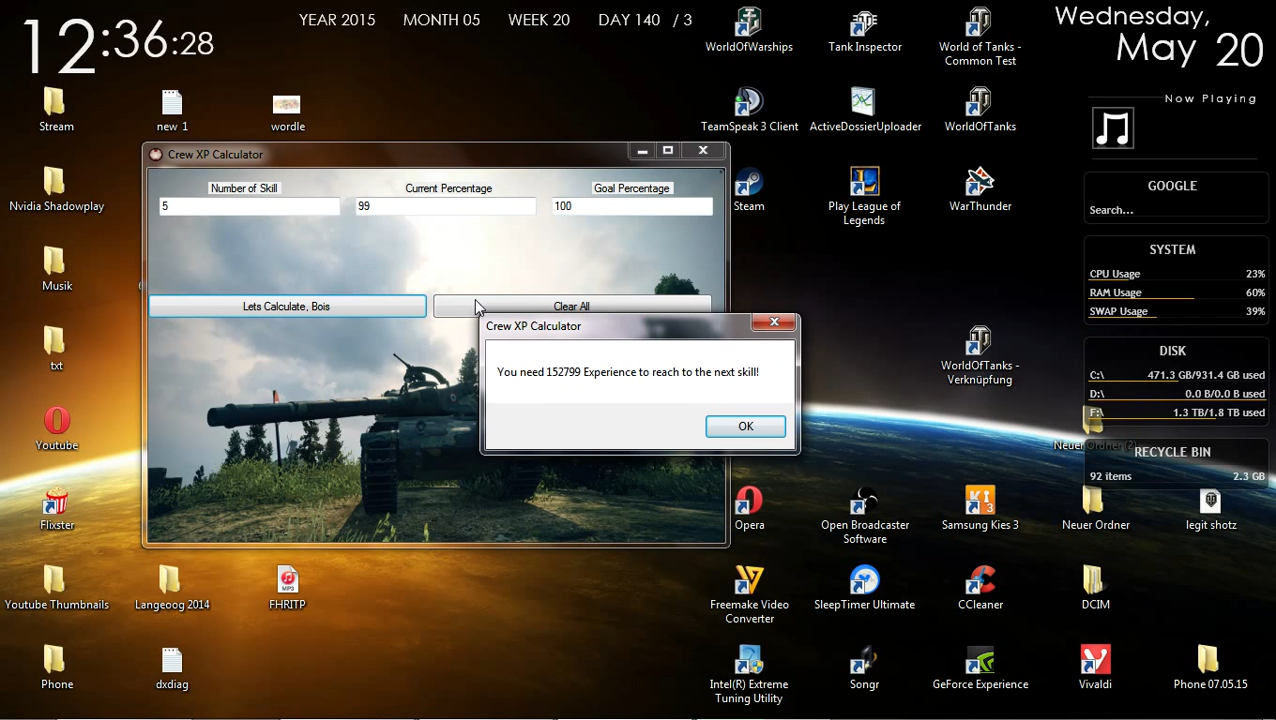 12:36:28
YEAR 2015 MONTH 05 WEEK 20 DAY 140 / 3
Wednesday,
May 20
WorldOfWarships
Tank Inspector
World of Tanks -
Common Test
Stream
new 1
wordle
TeamSpeak 3 Client
ActiveDossierUploader
WorldOfTanks
Now Playing
Crew XP Calculator
Number of Skill
Current Percentage
Goal Percentage
5
99
100
Lets Calculate, Bois
Clear All
Crew XP Calculator
You need 152799 Experience to reach to the next skill!
OK
Nvidia Shadowplay
Steam
Play League of
Legends
WarThunder
GOOGLE
Search...
Musik
SYSTEM
CPU Usage 23%
RAM Usage 60%
SWAP Usage 39%
txt
WorldOfTanks -
Verknüpfung
DISK
C:\ 471.3 GB/931.4 GB used
D:\ 0.0 B/0.0 B used
F:\ 1.3 TB/1.8 TB used
Youtube
Neuer Ordner (2)
RECYCLE BIN
92 items 2.3 GB
Flixster
Opera
Open Broadcaster
Software
Samsung Kies 3
Neuer Ordner
legit shotz
Youtube Thumbnails
Langeoog 2014
MP3
FHRITP
Freemake Video
Converter
SleepTimer Ultimate
CCleaner
DCIM
Phone
dxdiag
Intel(R) Extreme
Tuning Utility
Songr
GeForce Experience
Vivaldi
Phone 07.05.15